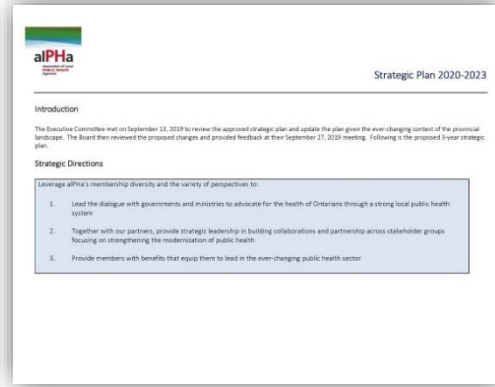 alPHa
Association of Local
PUBLIC HEALTH
Agencies
Strategic Plan 2020-2023
Introduction
The Executive Committee met on September 13, 2019 to review the approved strategic plan and update the plan given the ever-changing context of the provincial
landscape. The Board then reviewed the proposed changes and provided feedback at their September 27, 2019 meeting. Following is the proposed 3-year strategic
plan.
Strategic Directions
Leverage alPHa's membership diversity and the variety of perspectives to:
1. Lead the dialogue with governments and ministries to advocate for the health of Ontarians through a strong local public health
system
2. Together with our partners, provide strategic leadership in building collaborations and partnership across stakeholder groups
focusing on strengthening the modernization of public health
3. Provide members with benefits that equip them to lead in the ever-changing public health sector